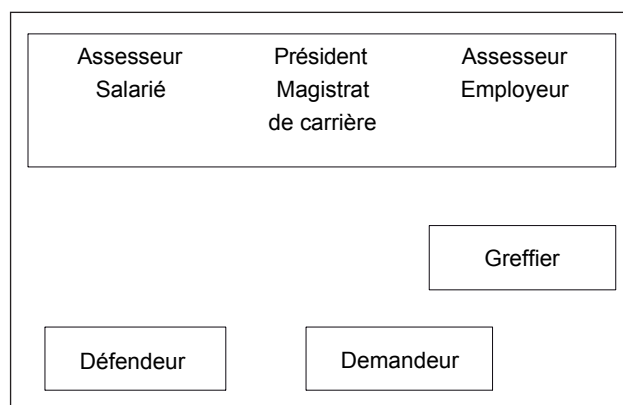 Assesseur Président Assesseur
Salarié Magistrat Employeur
de carrière
Greffier
Défendeur Demandeur